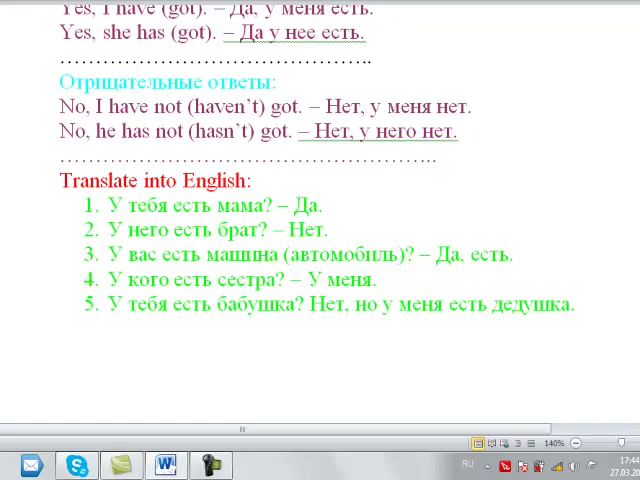 Yes, I have (got). – Да, у меня есть.
Yes, she has (got). – Да у нее есть.
…………………………………….
Отрицательные ответы:
No, I have not (haven’t) got. – Нет, у меня нет.
No, he has not (hasn’t) got. – Нет, у него нет.
……………………………………………..
Translate into English:
1. У тебя есть мама? – Да.
2. У него есть брат? – Нет.
3. У вас есть машина (автомобиль)? – Да, есть.
4. У кого есть сестра? – У меня.
5. У тебя есть бабушка? Нет, но у меня есть дедушка.
140%
RU
17:44
27.03.20